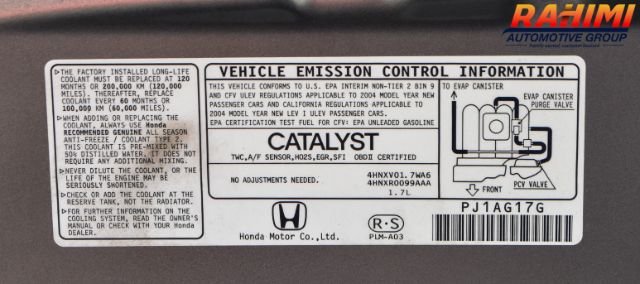 RAHIMI
AUTOMOTIVE GROUP
▶THE FACTORY INSTALLED LONG-LIFE
COOLANT MUST BE REPLACED AT 120
MONTHS OR 200,000 KM (120,000
MILES). THEREAFTER, REPLACE
COOLANT EVERY 60 MONTHS OR
100,000 KM (60,000 MILES).
▶WHEN ADDING OR REPLACING THE
COOLANT, ALWAYS USE Honda
RECOMMENDED GENUINE ALL SEASON
ANTI-FREEZE / COOLANT TYPE 2.
THIS COOLANT IS PRE-MIXED WITH
50% DISTILLED WATER. IT DOES NOT
REQUIRE ANY ADDITIONAL MIXING.
▶NEVER DILUTE THE COOLANT, OR THE
LIFE OF THE ENGINE MAY BE
SERIOUSLY SHORTENED.
▶CHECK OR ADD THE COOLANT AT THE
RESERVE TANK, NOT THE RADIATOR.
▶FOR FURTHER INFORMATION ON THE
COOLING SYSTEM, READ THE OWNER'S
MANUAL OR CHECK WITH YOUR Honda
DEALER.
VEHICLE EMISSION CONTROL INFORMATION
THIS VEHICLE CONFORMS TO U.S. EPA INTERIM NON-TIER 2 BIN 9
AND CFV ULEV REGULATIONS APPLICABLE TO 2004 MODEL YEAR NEW
PASSENGER CARS AND CALIFORNIA REGULATIONS APPLICABLE TO
2004 MODEL YEAR NEW LEV 1 ULEV PASSENGER CARS.
EPA CERTIFICATION TEST FUEL FOR CFV: EPA UNLEADED GASOLINE
CATALYST
TWC,A/F SENSOR,HO2S,EGR,SFI OBDII CERTIFIED
NO ADJUSTMENTS NEEDED.
4HNXV01.7WA6
4HNXR0099AAA
1.7L
Honda Motor Co.,Ltd.
R·S
PLM-A03
TO EVAP CANISTER
EVAP CANISTER
PURGE VALVE
FRONT
PCV VALVE
PJ1AG17G